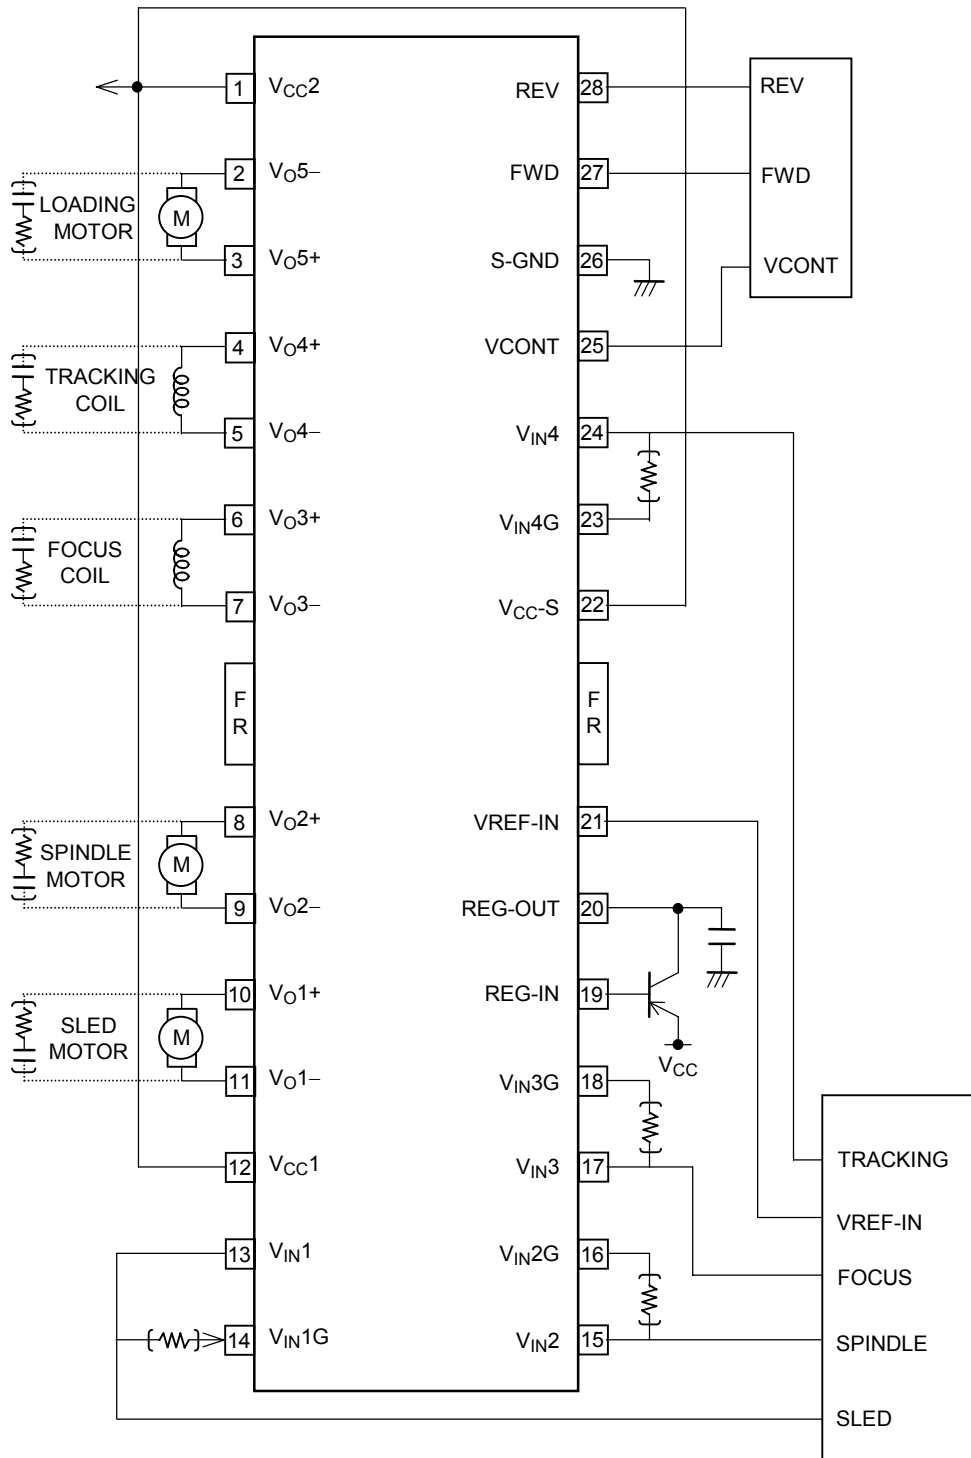 1 VCC2 REV 28 REV
2 VO5− FWD 27 FWD
LOADING
MOTOR
M
3 VO5+ S-GND 26
VCONT
4 VO4+ VCONT 25
TRACKING
COIL
5 VO4− VIN4 24
6 VO3+ VIN4G 23
FOCUS
COIL
7 VO3− VCC-S 22
F
R
F
R
8 VO2+ VREF-IN 21
SPINDLE
MOTOR
M
9 VO2− REG-OUT 20
10 VO1+ REG-IN 19
SLED
MOTOR
M
VCC
11 VO1− VIN3G 18
12 VCC1 VIN3 17
TRACKING
VREF-IN
13 VIN1 VIN2G 16
FOCUS
14 VIN1G VIN2 15
SPINDLE
SLED